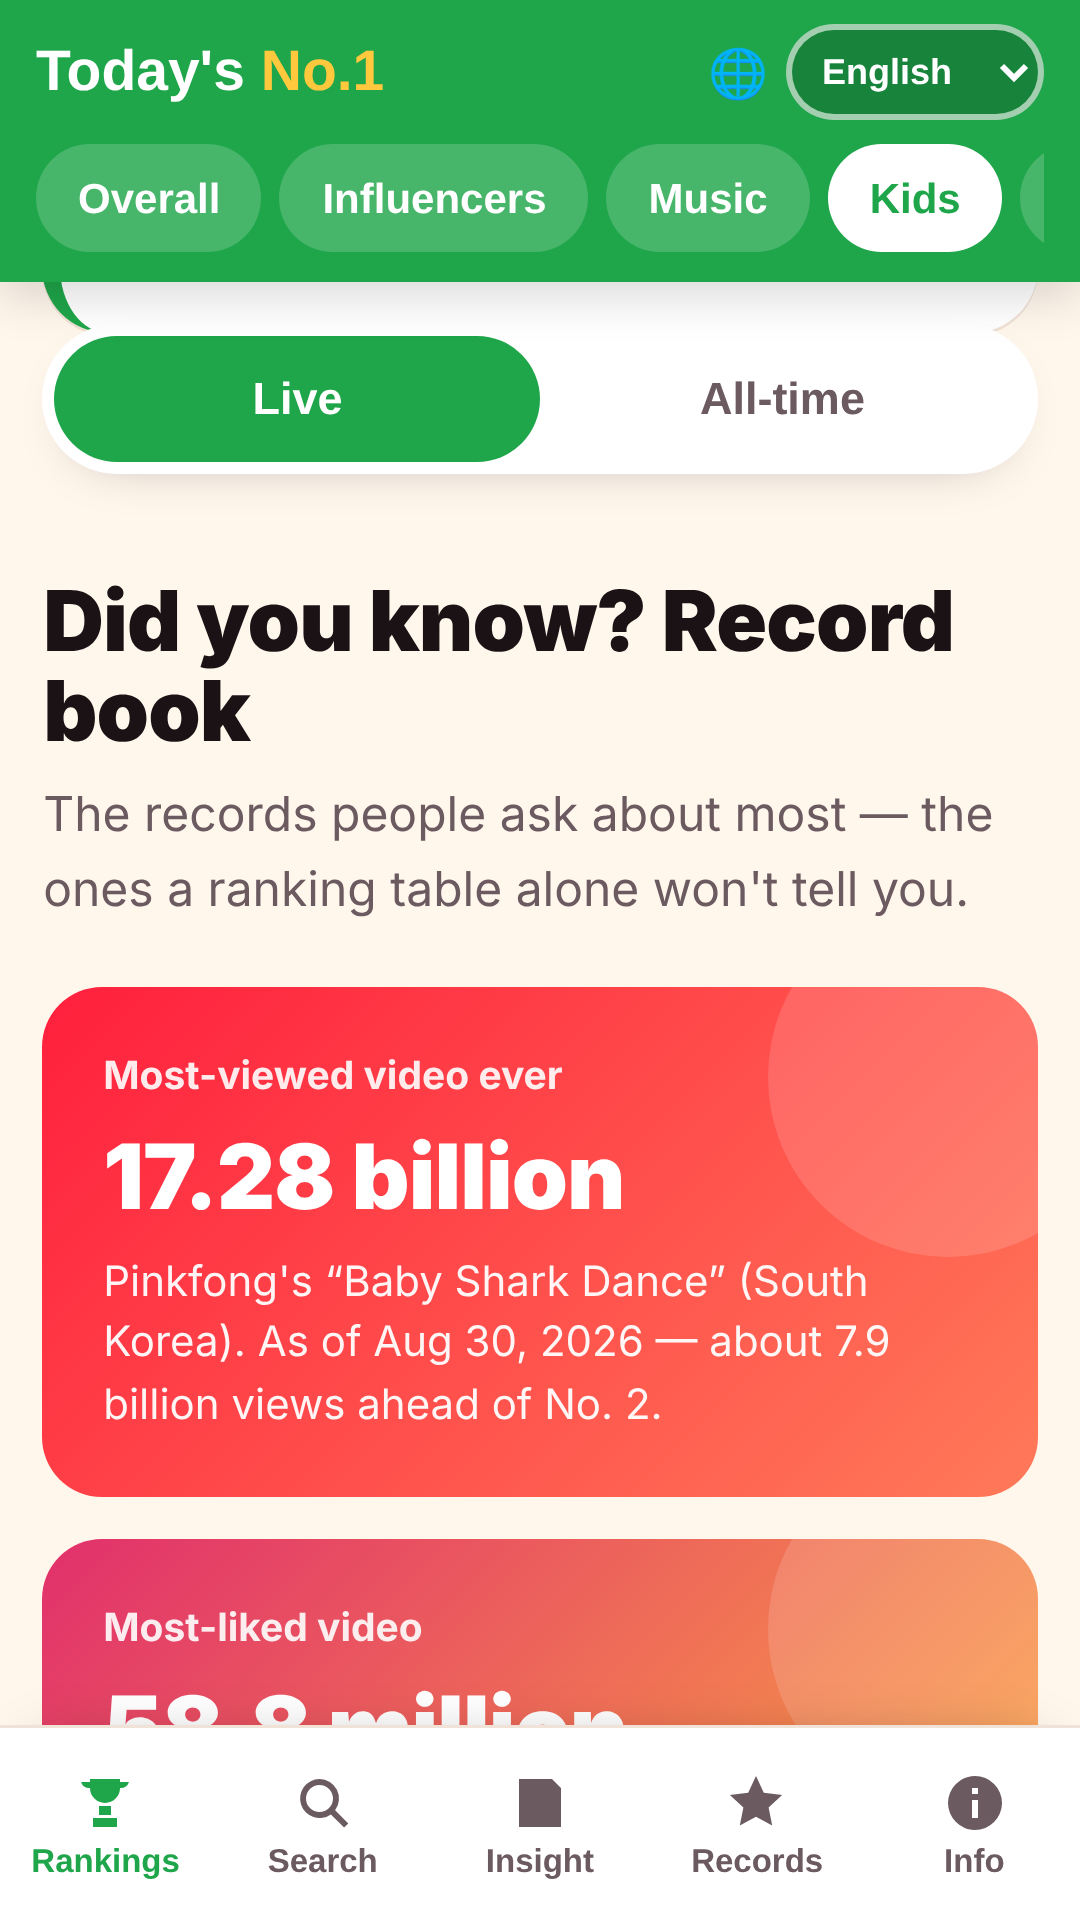 Today's No.1
English
Overall
Influencers
Music
Kids
Live
All-time
Did you know? Record
book
The records people ask about most — the
ones a ranking table alone won't tell you.
Most-viewed video ever
17.28 billion
Pinkfong's “Baby Shark Dance” (South
Korea). As of Aug 30, 2026 — about 7.9
billion views ahead of No. 2.
Most-liked video
58.8 million
Rankings
Search
Insight
Records
Info